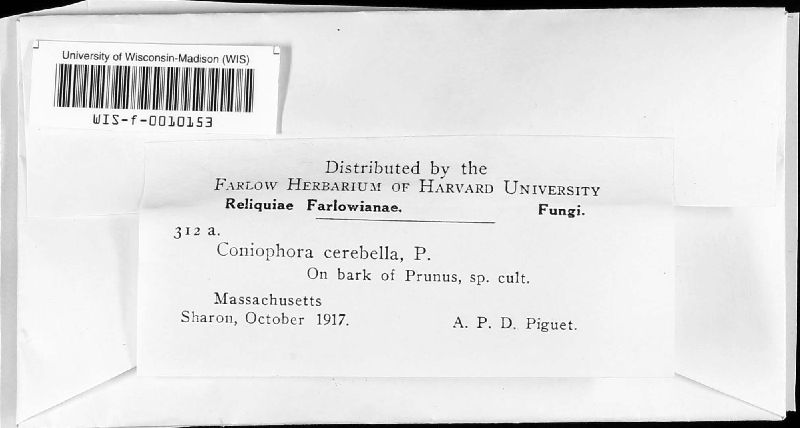 University of Wisconsin-Madison (WIS)
WIS-f-0010153
Distributed by the
Farlow Herbarium of Harvard University
Reliquiae Farlowianae. Fungi.
312 a.
Coniophora cerebella, P.
On bark of Prunus, sp. cult.
Massachusetts
Sharon, October 1917. A. P. D. Piguet.